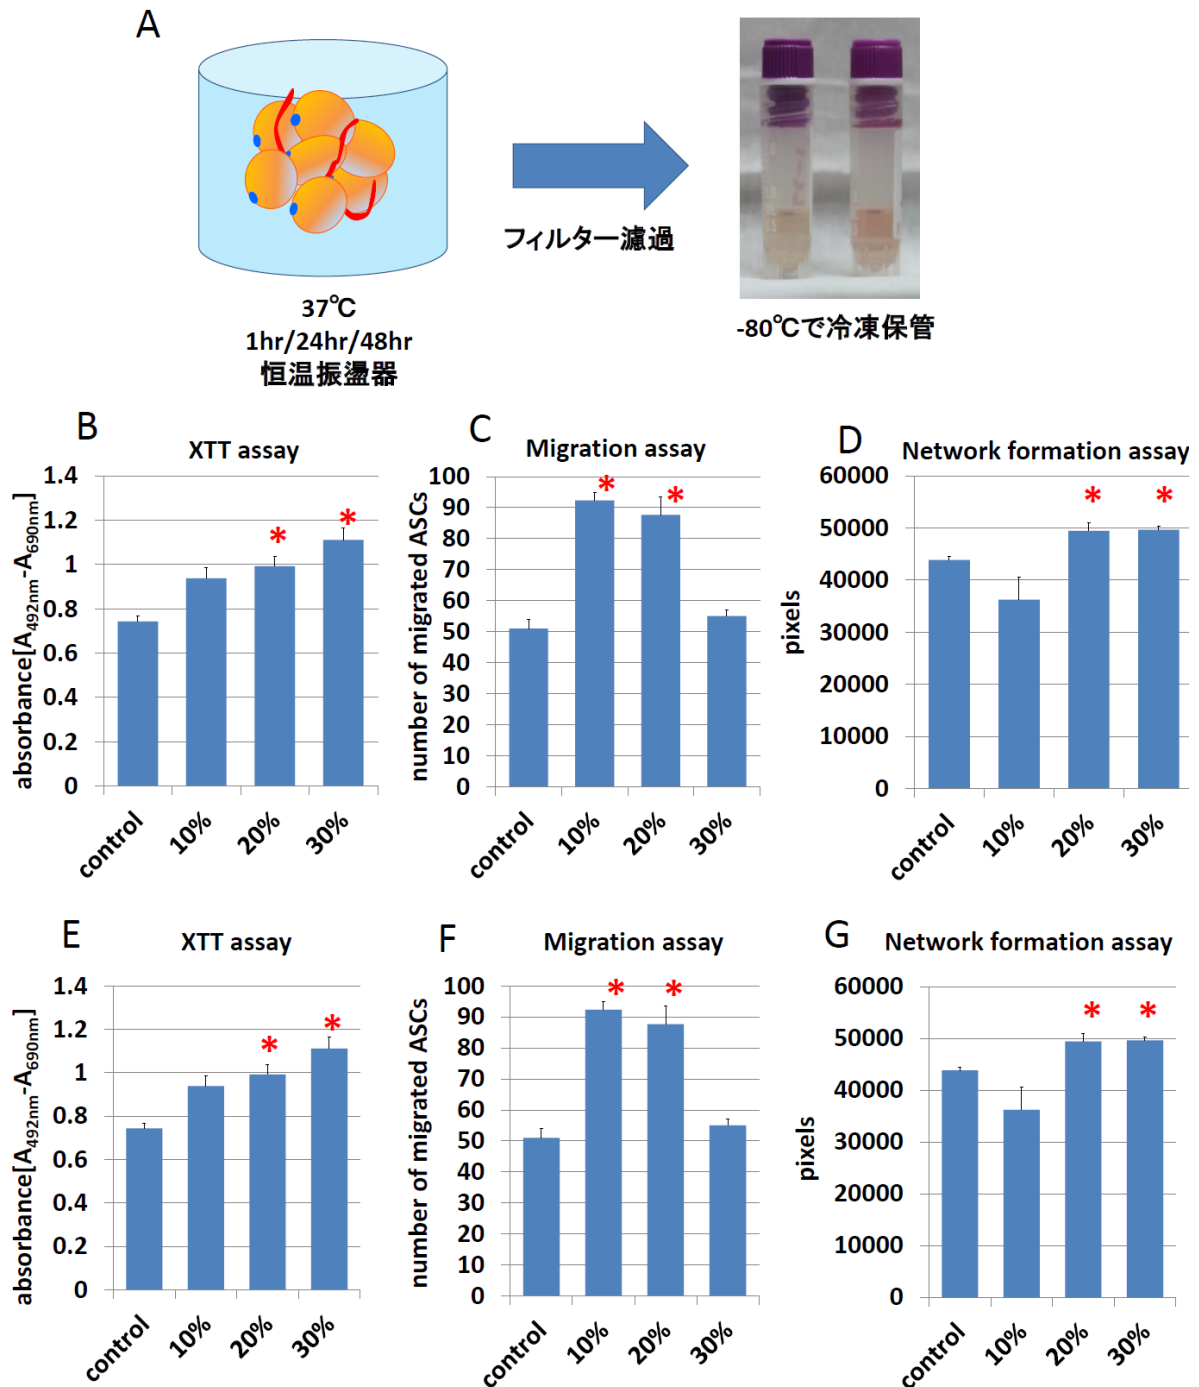 A
フィルター濾過
37℃
1hr/24hr/48hr
恒温振盪器
-80℃で冷凍保管
B
XTT assay
absorbance[A492nm-A690nm]
1.4
1.2
1
0.8
0.6
0.4
0.2
0
control
10%
20%
30%
*
*
C
Migration assay
number of migrated ASCs
100
90
80
70
60
50
40
30
20
10
0
control
10%
20%
30%
*
*
D
Network formation assay
pixels
60000
50000
40000
30000
20000
10000
0
control
10%
20%
30%
*
*
E
XTT assay
absorbance[A492nm-A690nm]
1.4
1.2
1
0.8
0.6
0.4
0.2
0
control
10%
20%
30%
*
*
F
Migration assay
number of migrated ASCs
100
90
80
70
60
50
40
30
20
10
0
control
10%
20%
30%
*
*
G
Network formation assay
pixels
60000
50000
40000
30000
20000
10000
0
control
10%
20%
30%
*
*